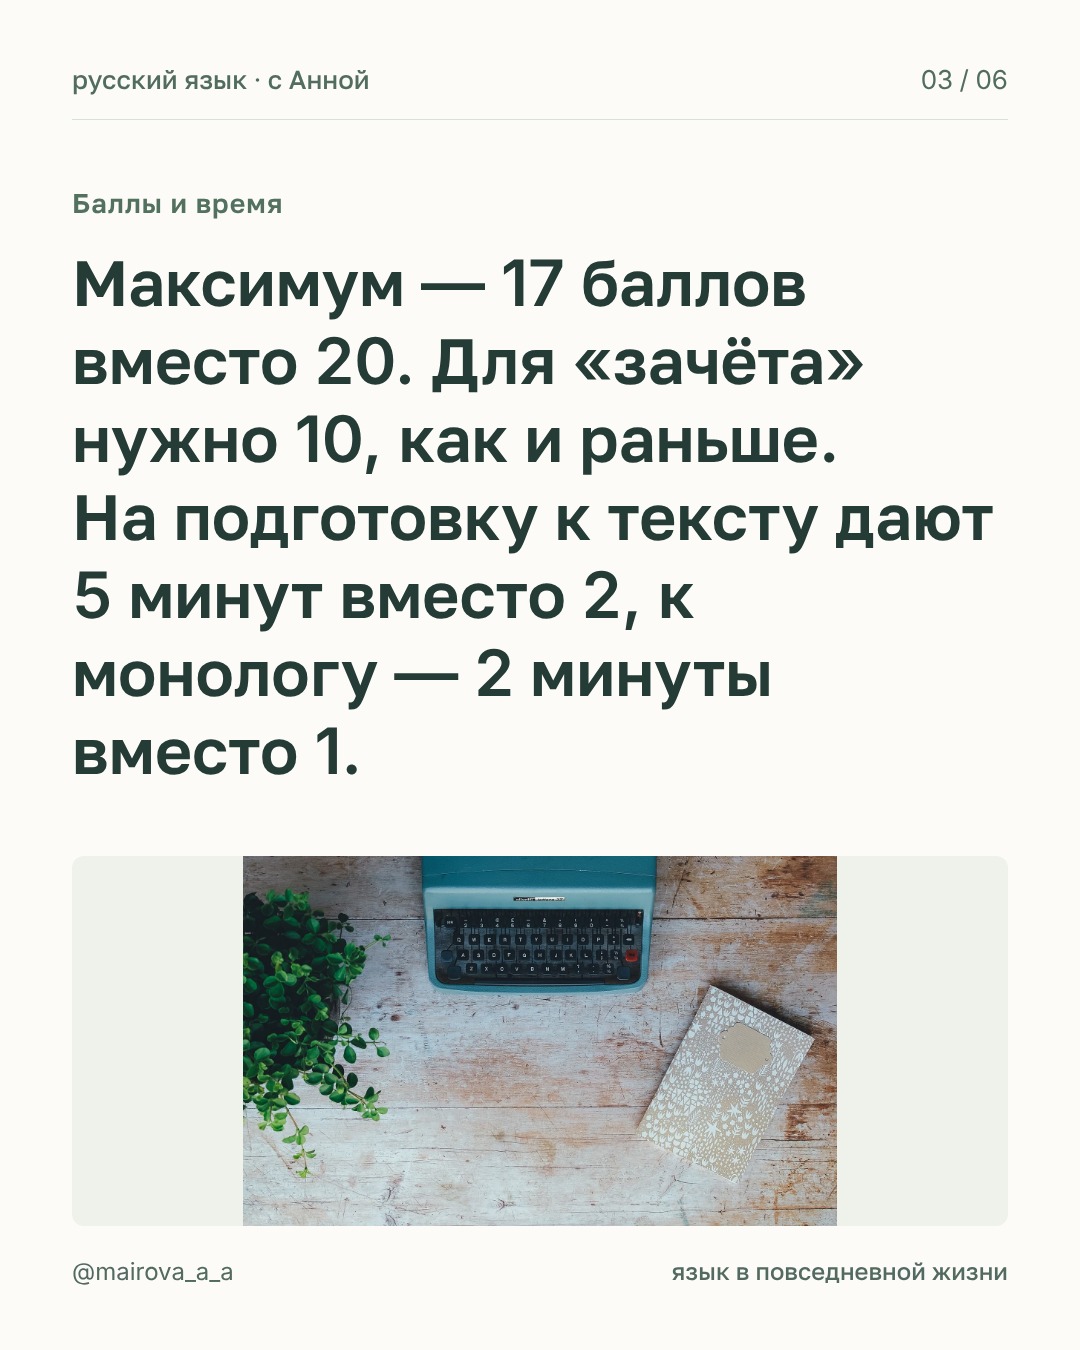 русский язык · с Анной
03 / 06
Баллы и время
Максимум — 17 баллов
вместо 20. Для «зачёта»
нужно 10, как и раньше.
На подготовку к тексту дают
5 минут вместо 2, к
монологу — 2 минуты
вместо 1.
@mairova_a_a
язык в повседневной жизни